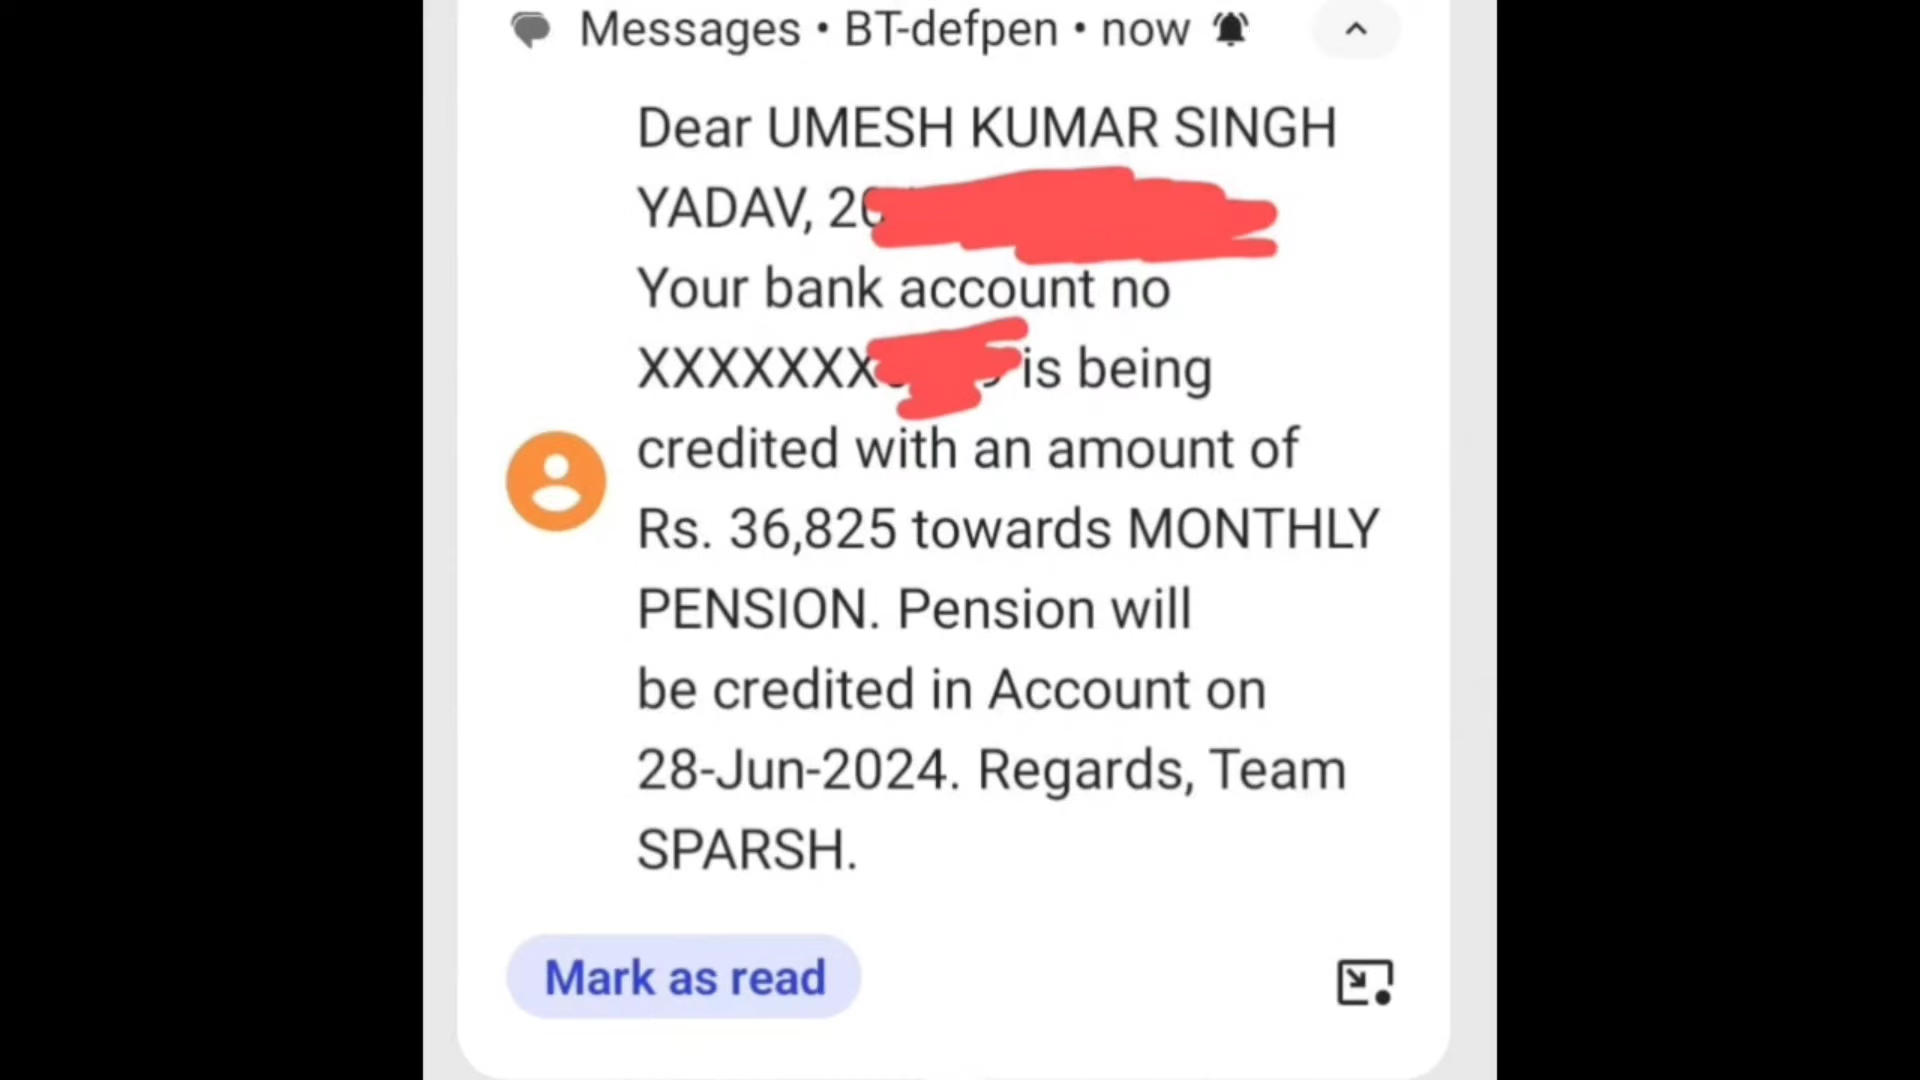 Messages • BT-defpen • now
Dear UMESH KUMAR SINGH
YADAV,
Your bank account no
XXXXXXX is being
credited with an amount of
Rs. 36,825 towards MONTHLY
PENSION. Pension will
be credited in Account on
28-Jun-2024. Regards, Team
SPARSH.
Mark as read